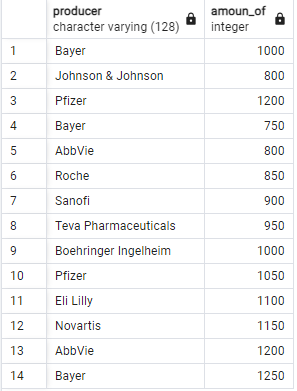 producer amoun_of
character varying (128) integer
1 Bayer 1000
2 Johnson & Johnson 800
3 Pfizer 1200
4 Bayer 750
5 AbbVie 800
6 Roche 850
7 Sanofi 900
8 Teva Pharmaceuticals 950
9 Boehringer Ingelheim 1000
10 Pfizer 1050
11 Eli Lilly 1100
12 Novartis 1150
13 AbbVie 1200
14 Bayer 1250